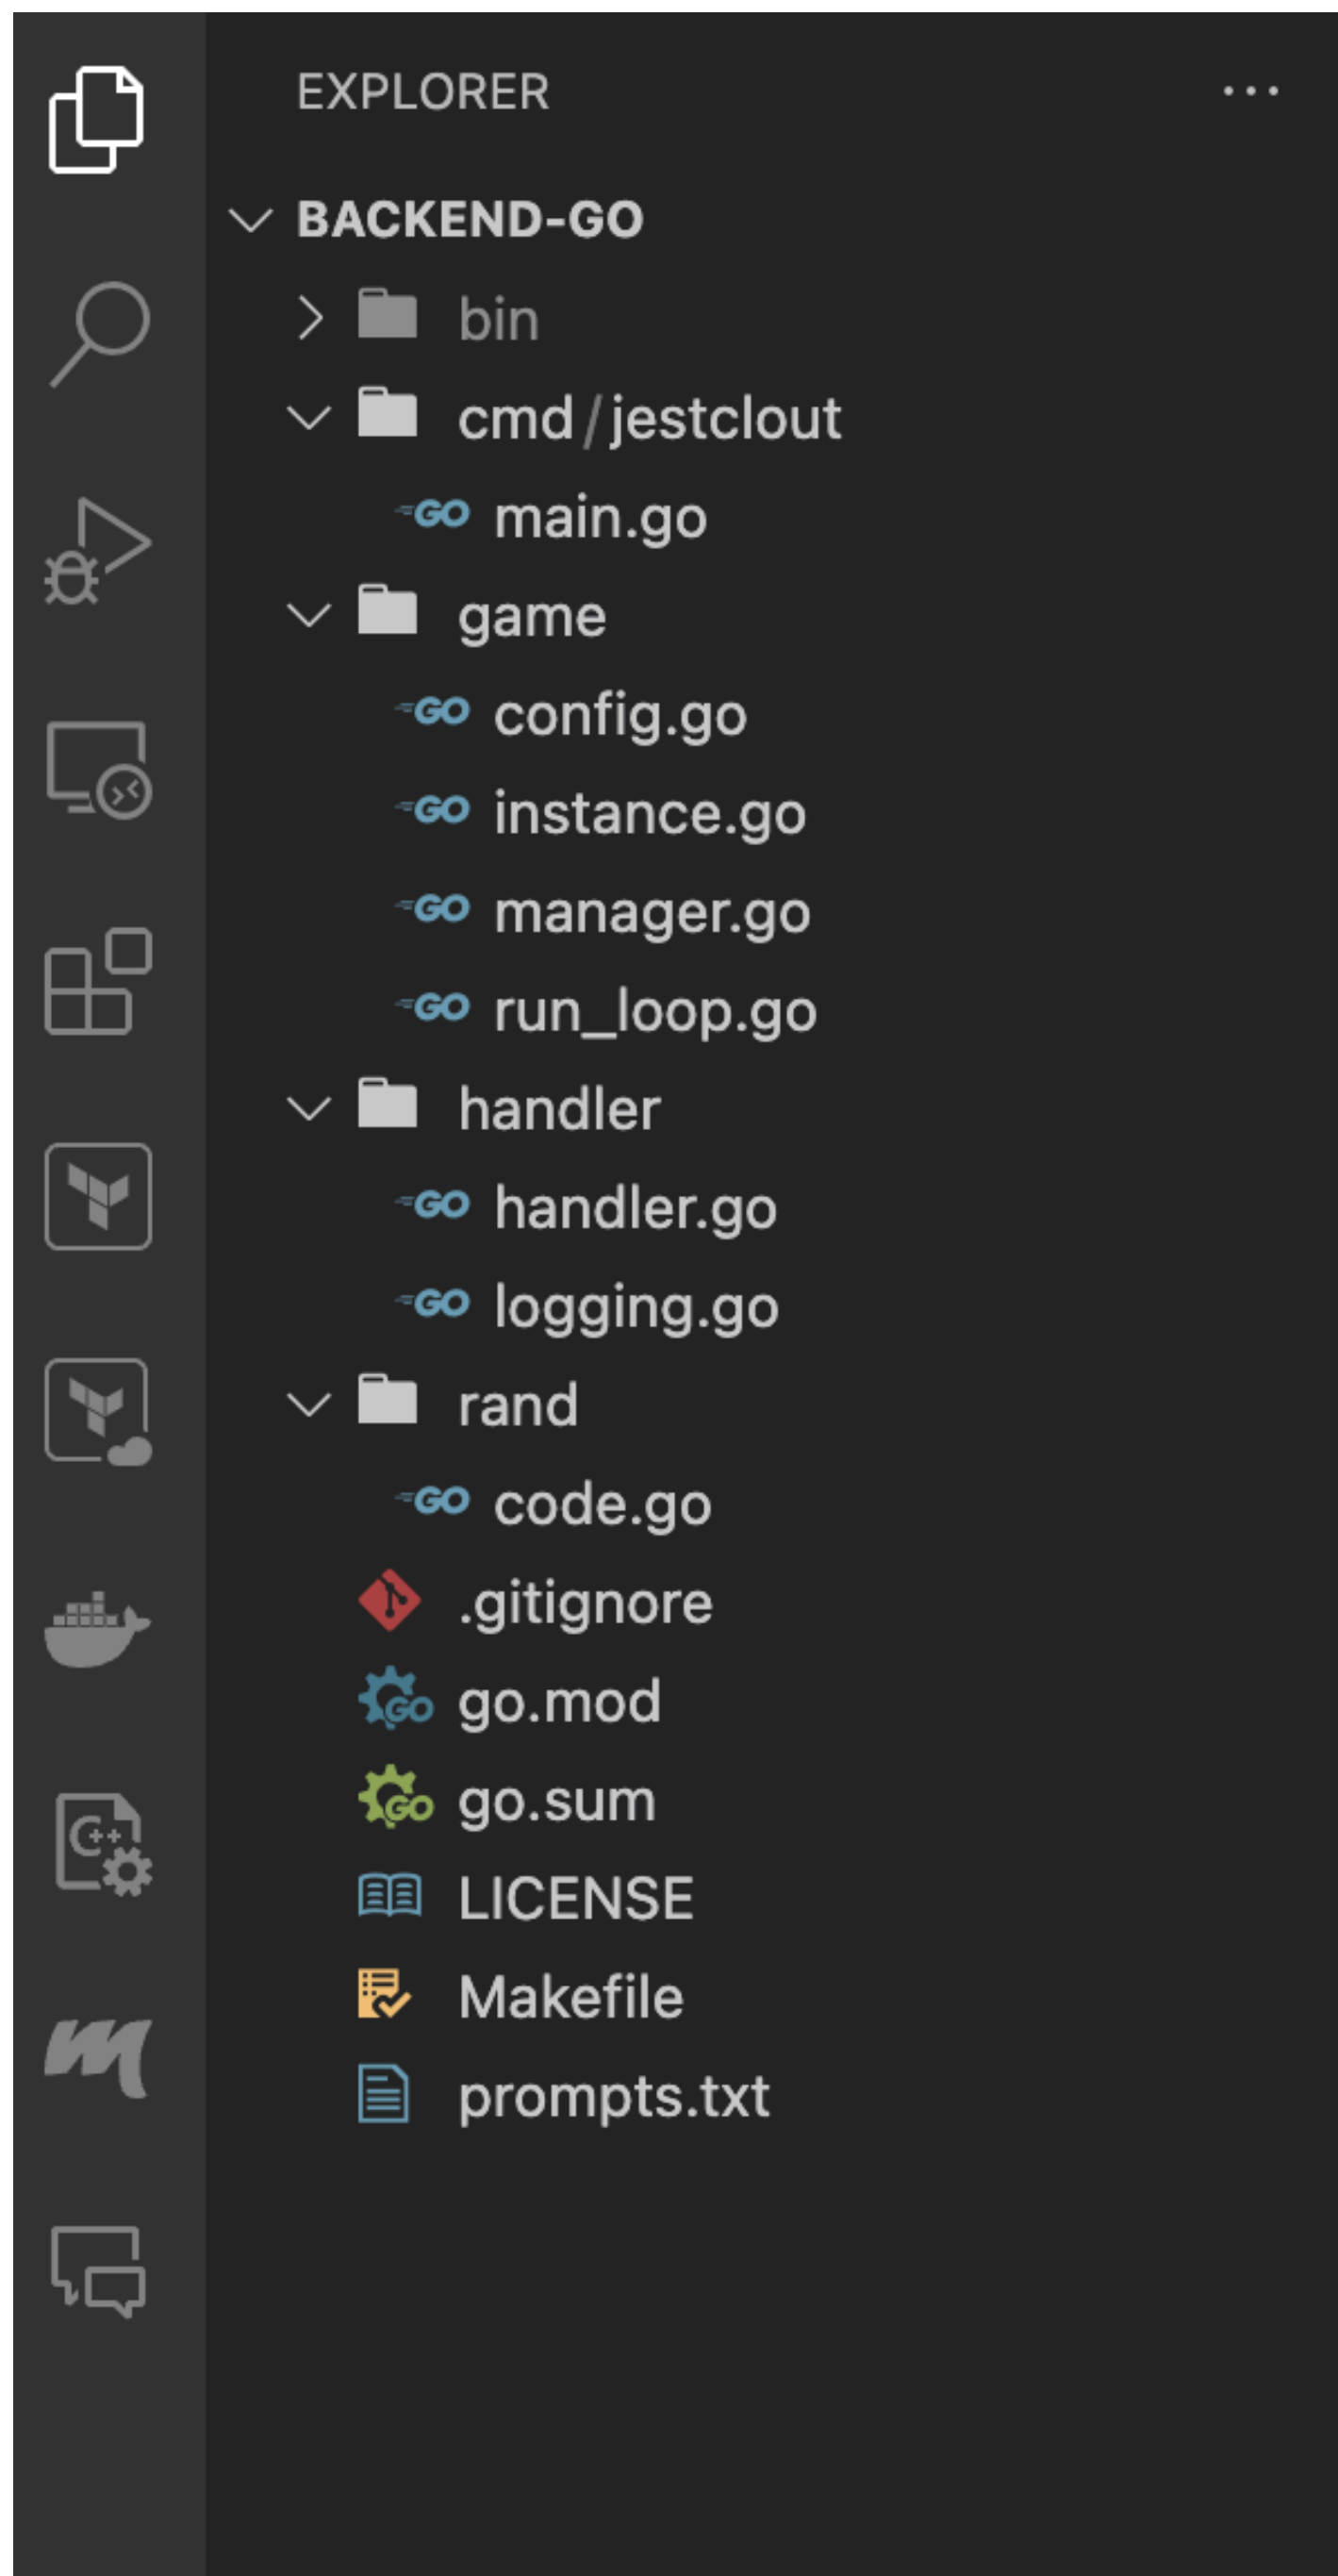 EXPLORER
BACKEND-GO
bin
cmd/jestclout
GO main.go
game
GO config.go
GO instance.go
GO manager.go
GO run_loop.go
handler
GO handler.go
GO logging.go
rand
GO code.go
.gitignore
GO go.mod
GO go.sum
LICENSE
C++
Makefile
m
prompts.txt